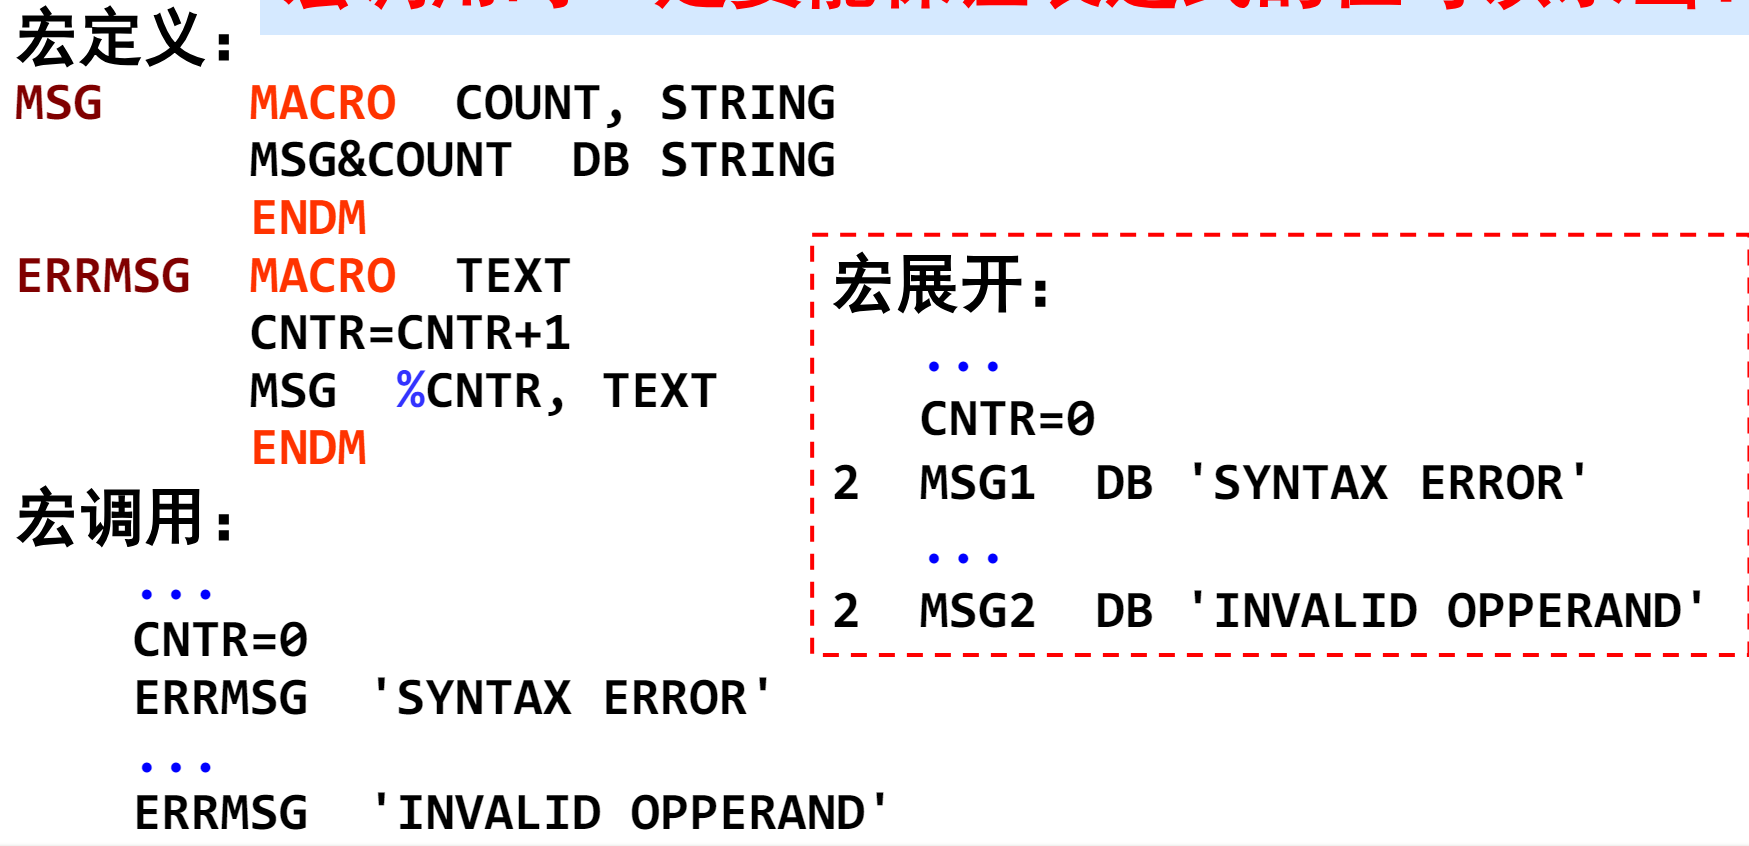 宏定义：
MSG MACRO COUNT, STRING
MSG&COUNT DB STRING
ENDM
ERRMSG MACRO TEXT
CNTR=CNTR+1
MSG %CNTR, TEXT
ENDM
宏调用：
...
CNTR=0
ERRMSG 'SYNTAX ERROR'
...
ERRMSG 'INVALID OPPERAND'
宏展开：
...
CNTR=0
2 MSG1 DB 'SYNTAX ERROR'
...
2 MSG2 DB 'INVALID OPPERAND'